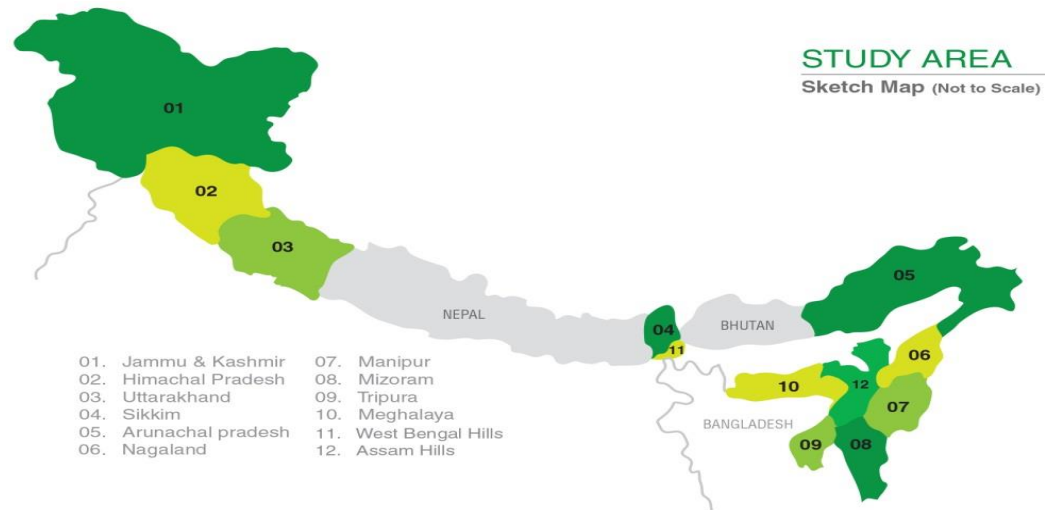 STUDY AREA
Sketch Map (Not to Scale)
01
02
03
NEPAL
04
11
BHUTAN
05
06
10
12
07
BANGLADESH
09
08
01. Jammu & Kashmir
02. Himachal Pradesh
03. Uttarakhand
04. Sikkim
05. Arunachal pradesh
06. Nagaland
07. Manipur
08. Mizoram
09. Tripura
10. Meghalaya
11. West Bengal Hills
12. Assam Hills